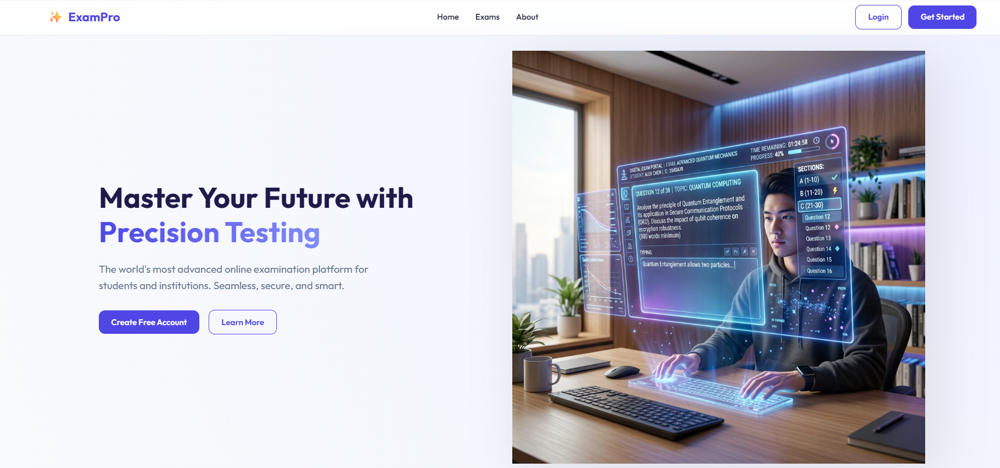 ExamPro
Home
Exams
About
Login
Get Started
Master Your Future with
Precision Testing
The world's most advanced online examination platform for
students and institutions. Seamless, secure, and smart.
Create Free Account
Learn More
DIGITAL EXAM PORTAL | EXAM: ADVANCED QUANTUM MECHANICS
STUDENT: ALEX CHEN | ID: 204SA78
TIME REMAINING: 01:24:58
PROGRESS: 40%
QUESTION 12 of 30 | TOPIC: QUANTUM COMPUTING
Analyze the principle of Quantum Entanglement and
its application in Secure Communication Protocols
(QRD). Discuss the impact of qubit coherence on
encryption robustness.
(500 words minimum)
TYPING:
Quantum Entanglement allows two particles...|
SECTIONS:
A (1-10)
B (11-20)
C (21-30)
Question 12
Question 12
Question 13
Question 14
Question 15
Question 16
Qubit coherence